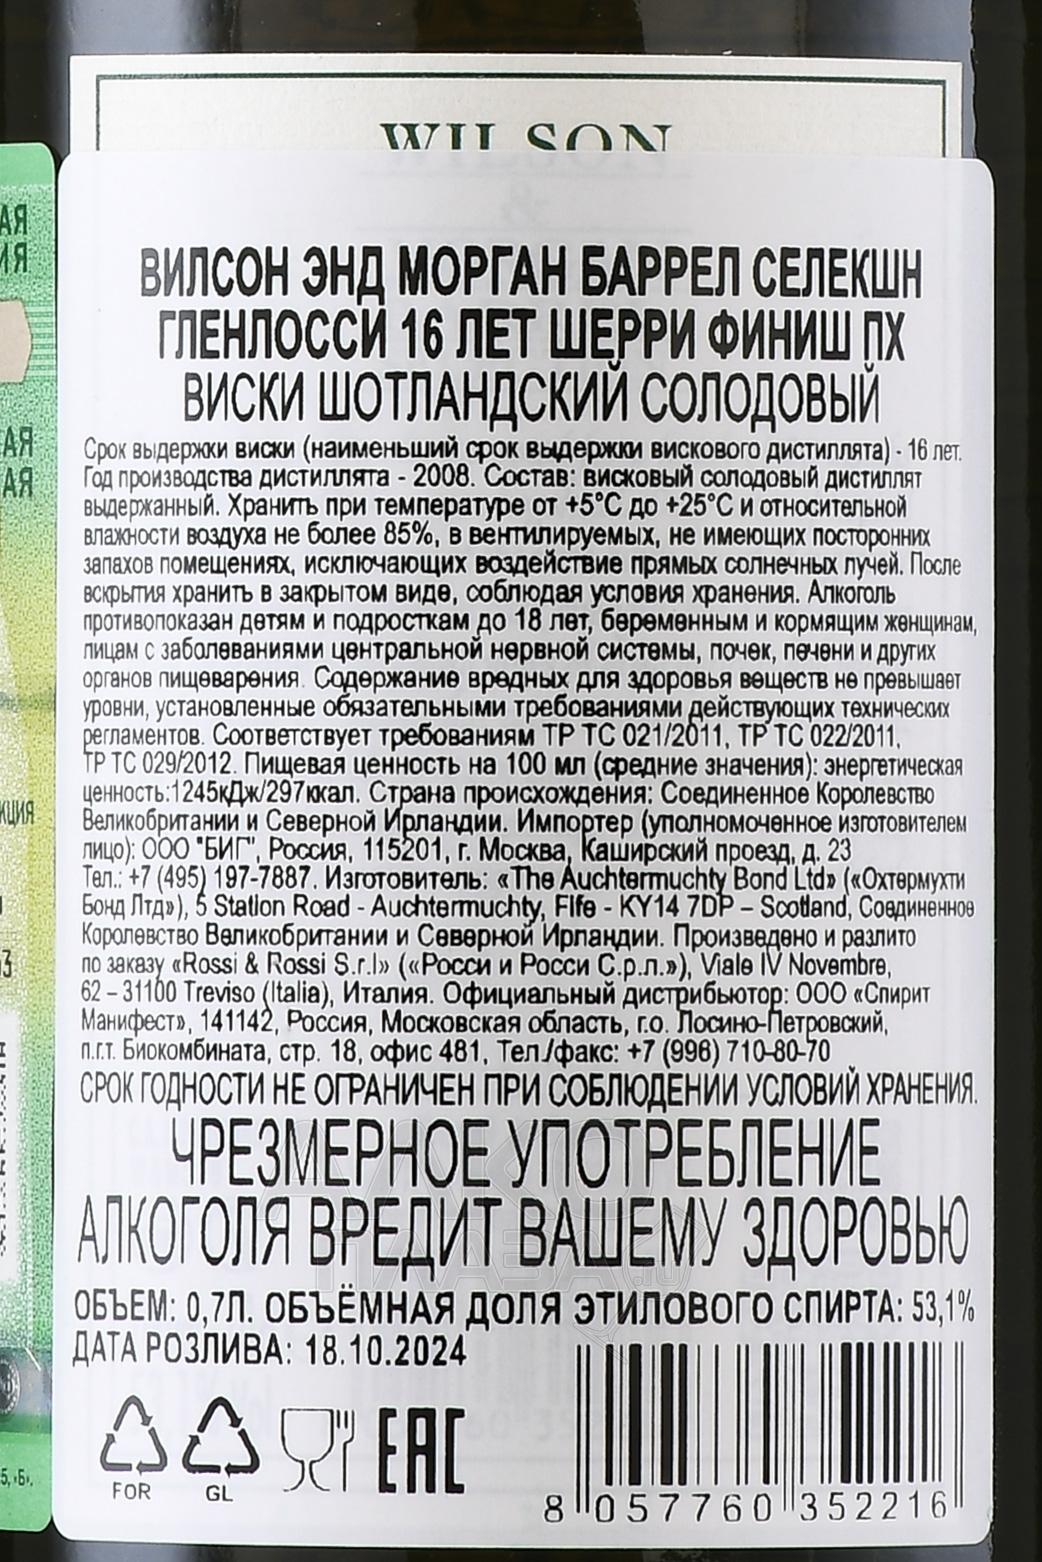 WILSON
&
ВИЛСОН ЭНД МОРГАН БАРРЕЛ СЕЛЕКШН
ГЛЕНЛОССИ 16 ЛЕТ ШЕРРИ ФИНИШ ПХ
ВИСКИ ШОТЛАНДСКИЙ СОЛОДОВЫЙ
Срок выдержки виски (наименьший срок выдержки вискового дистиллята) - 16 лет.
Год производства дистиллята - 2008. Состав: висковый солодовый дистиллят
выдержанный. Хранить при температуре от +5°С до +25°С и относительной
влажности воздуха не более 85%, в вентилируемых, не имеющих посторонних
запахов помещениях, исключающих воздействие прямых солнечных лучей. После
вскрытия хранить в закрытом виде, соблюдая условия хранения. Алкоголь
противопоказан детям и подросткам до 18 лет, беременным и кормящим женщинам,
лицам с заболеваниями центральной нервной системы, почек, печени и других
органов пищеварения. Содержание вредных для здоровья веществ не превышает
уровни, установленные обязательными требованиями действующих технических
регламентов. Соответствует требованиям ТР ТС 021/2011, ТР ТС 022/2011,
ТР ТС 029/2012. Пищевая ценность на 100 мл (средние значения): энергетическая
ценность:1245кДж/297ккал. Страна происхождения: Соединенное Королевство
Великобритании и Северной Ирландии. Импортер (уполномоченное изготовителем
лицо): ООО "БИГ", Россия, 115201, г. Москва, Каширский проезд, д. 23
Тел.: +7 (495) 197-7887. Изготовитель: «The Auchtermuchty Bond Ltd» («Охтермухти
Бонд Лтд»), 5 Station Road - Auchtermuchty, Fife - KY14 7DP – Scotland, Соединенное
Королевство Великобритании и Северной Ирландии. Произведено и разлито
по заказу «Rossi & Rossi S.r.l» («Росси и Росси С.р.л.»), Viale IV Novembre,
62 – 31100 Treviso (Italia), Италия. Официальный дистрибьютор: ООО «Спирит
Манифест», 141142, Россия, Московская область, г.о. Лосино-Петровский,
п.г.т. Биокомбината, стр. 18, офис 481, Тел./факс: +7 (996) 710-80-70
СРОК ГОДНОСТИ НЕ ОГРАНИЧЕН ПРИ СОБЛЮДЕНИИ УСЛОВИЙ ХРАНЕНИЯ.
ЧРЕЗМЕРНОЕ УПОТРЕБЛЕНИЕ
АЛКОГОЛЯ ВРЕДИТ ВАШЕМУ ЗДОРОВЬЮ
ОБЪЕМ: 0,7Л. ОБЪЁМНАЯ ДОЛЯ ЭТИЛОВОГО СПИРТА: 53,1%
ДАТА РОЗЛИВА: 18.10.2024
FOR GL EAC
8 057760 352216